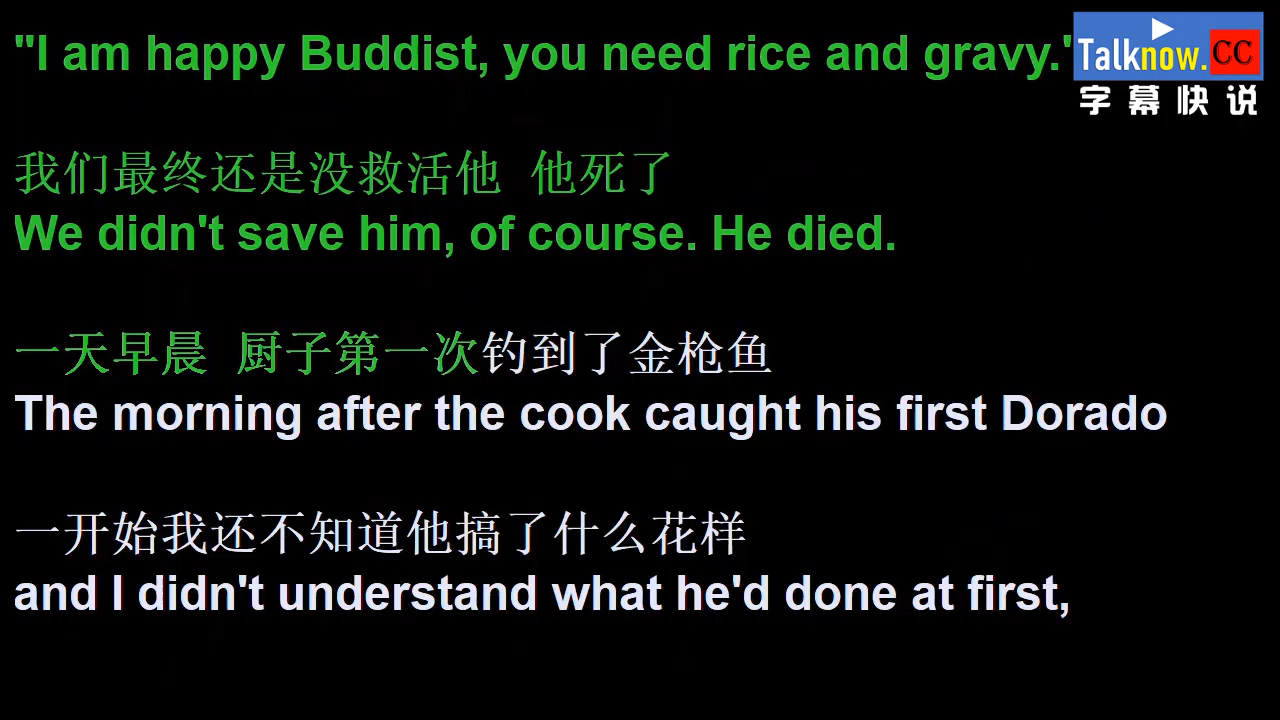 "I am happy Buddist, you need rice and gravy."
Talknow.CC
字幕快说
我们最终还是没救活他 他死了
We didn't save him, of course. He died.
一天早晨 厨子第一次钓到了金枪鱼
The morning after the cook caught his first Dorado
一开始我还不知道他搞了什么花样
and I didn't understand what he'd done at first,